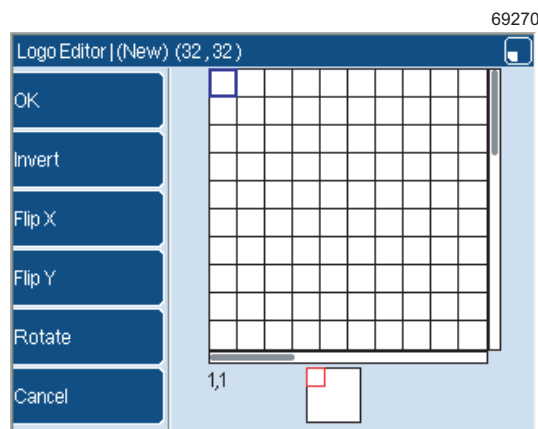 69270
Logo Editor | (New) (32,32)
OK
Invert
Flip X
Flip Y
Rotate
1,1
Cancel